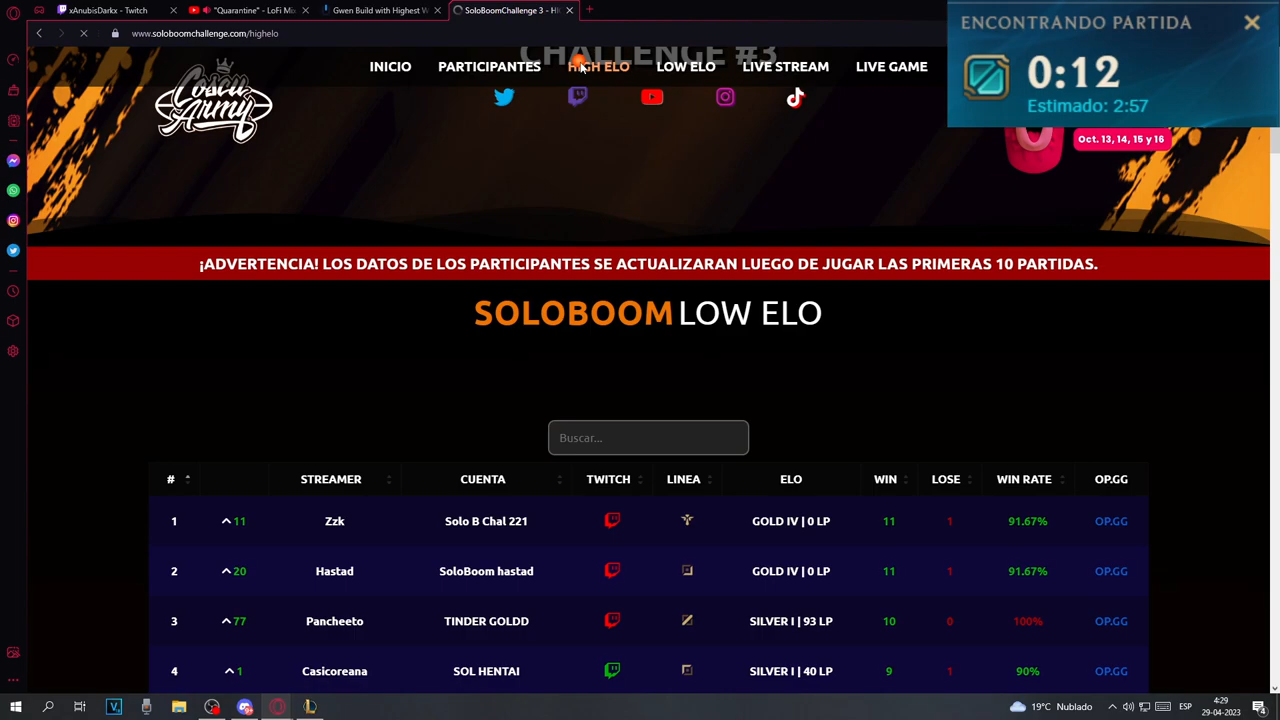 xAnubisDarkx - Twitch
"Quarantine" - LoFi Mix
Gwen Build with Highest W
SoloBoomChallenge 3 - H
www.soloboomchallenge.com/highelo
ENCONTRANDO PARTIDA
0:12
Estimado: 2:57
CHALLENGE #3
INICIO
PARTICIPANTES
HIGH ELO
LOW ELO
LIVE STREAM
LIVE GAME
Coscu
Army
Oct. 13, 14, 15 y 16
¡ADVERTENCIA! LOS DATOS DE LOS PARTICIPANTES SE ACTUALIZARAN LUEGO DE JUGAR LAS PRIMERAS 10 PARTIDAS.
SOLOBOOM LOW ELO
Buscar...
# STREAMER CUENTA TWITCH LINEA ELO WIN LOSE WIN RATE OP.GG
1 11 Zzk Solo B Chal 221 GOLD IV | 0 LP 11 1 91.67% OP.GG
2 20 Hastad SoloBoom hastad GOLD IV | 0 LP 11 1 91.67% OP.GG
3 77 Pancheeto TINDER GOLDD SILVER I | 93 LP 10 0 100% OP.GG
4 1 Casicoreana SOL HENTAI SILVER I | 40 LP 9 1 90% OP.GG
19°C Nublado
ESP
4:29
29-04-2023